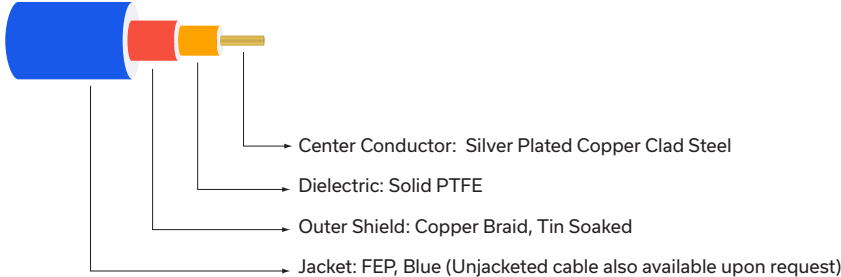 Center Conductor:  Silver Plated Copper Clad Steel
Dielectric: Solid PTFE
Outer Shield: Copper Braid, Tin Soaked
Jacket: FEP, Blue (Unjacketed cable also available upon request)